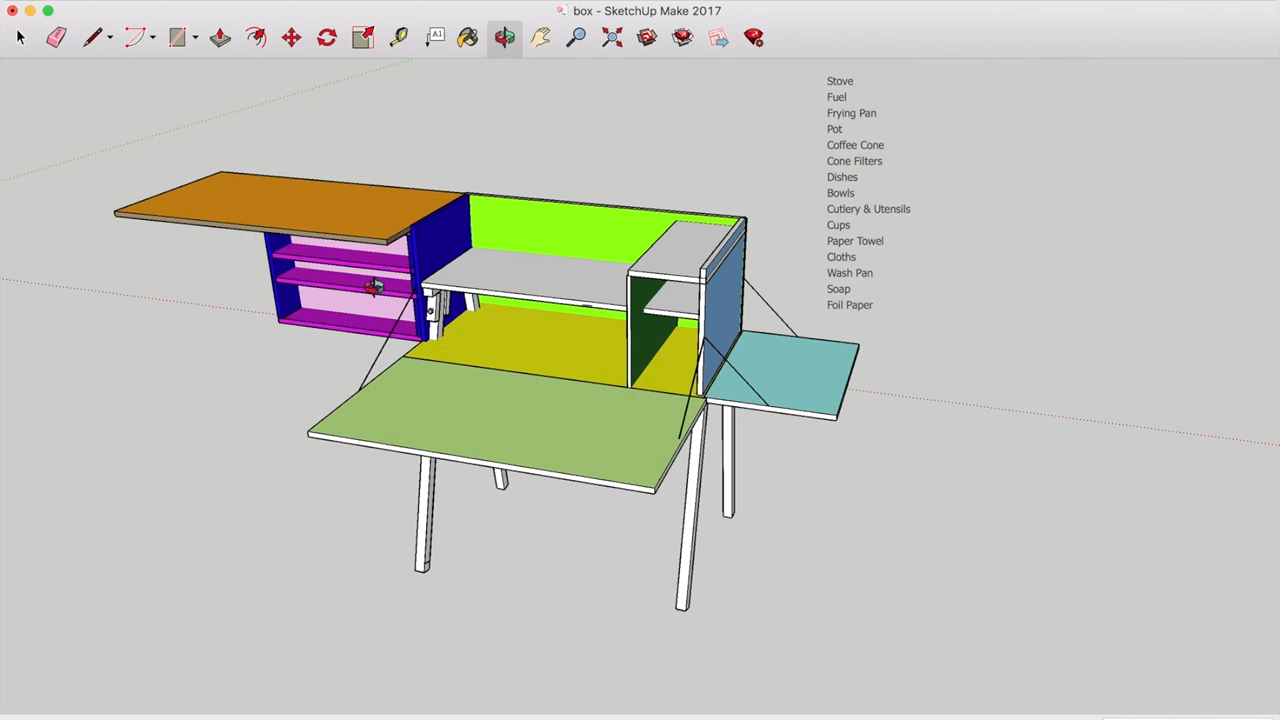 box - SketchUp Make 2017
A1
Stove
Fuel
Frying Pan
Pot
Coffee Cone
Cone Filters
Dishes
Bowls
Cutlery & Utensils
Cups
Paper Towel
Cloths
Wash Pan
Soap
Foil Paper